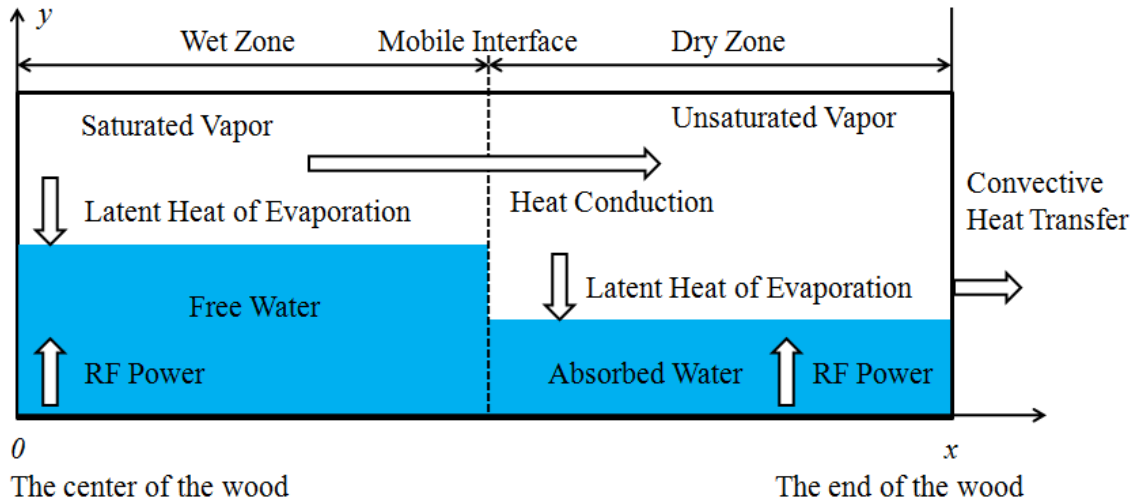 y
Wet Zone
Mobile Interface
Dry Zone
Saturated Vapor
Unsaturated Vapor
Latent Heat of Evaporation
Heat Conduction
Convective
Heat Transfer
Free Water
Latent Heat of Evaporation
RF Power
Absorbed Water
RF Power
0
x
The center of the wood
The end of the wood